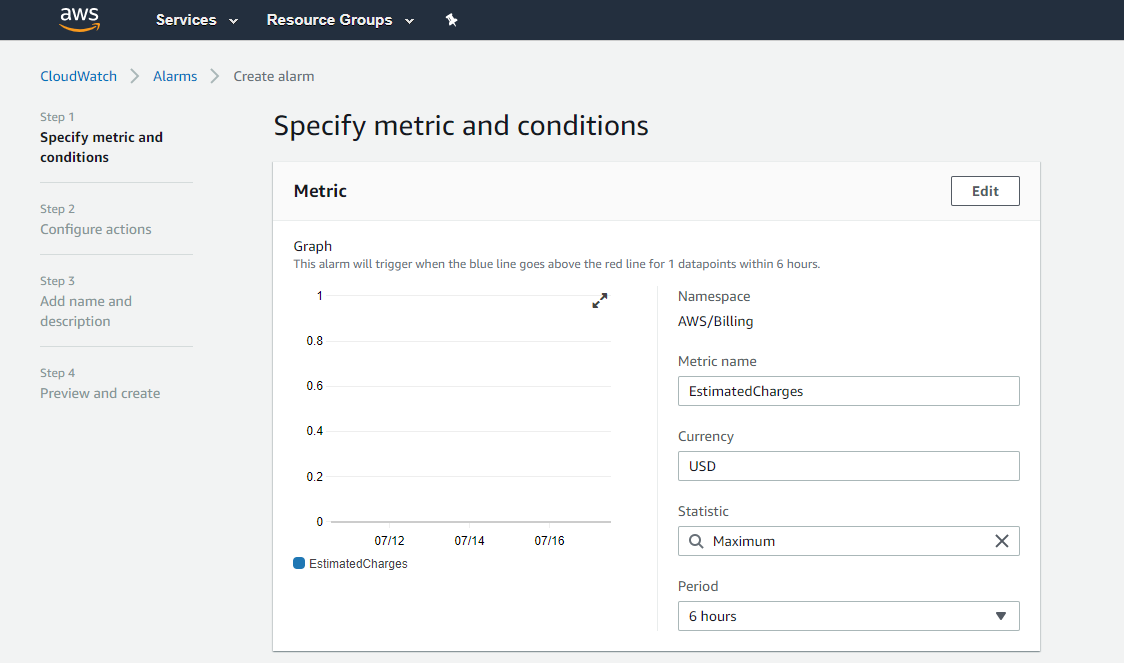 aws Services Resource Groups
CloudWatch Alarms Create alarm
Step 1
Specify metric and
conditions
Step 2
Configure actions
Step 3
Add name and
description
Step 4
Preview and create
Specify metric and conditions
Metric
Edit
Graph
This alarm will trigger when the blue line goes above the red line for 1 datapoints within 6 hours.
1
0.8
0.6
0.4
0.2
0
07/12 07/14 07/16
EstimatedCharges
Namespace
AWS/Billing
Metric name
EstimatedCharges
Currency
USD
Statistic
Maximum
Period
6 hours